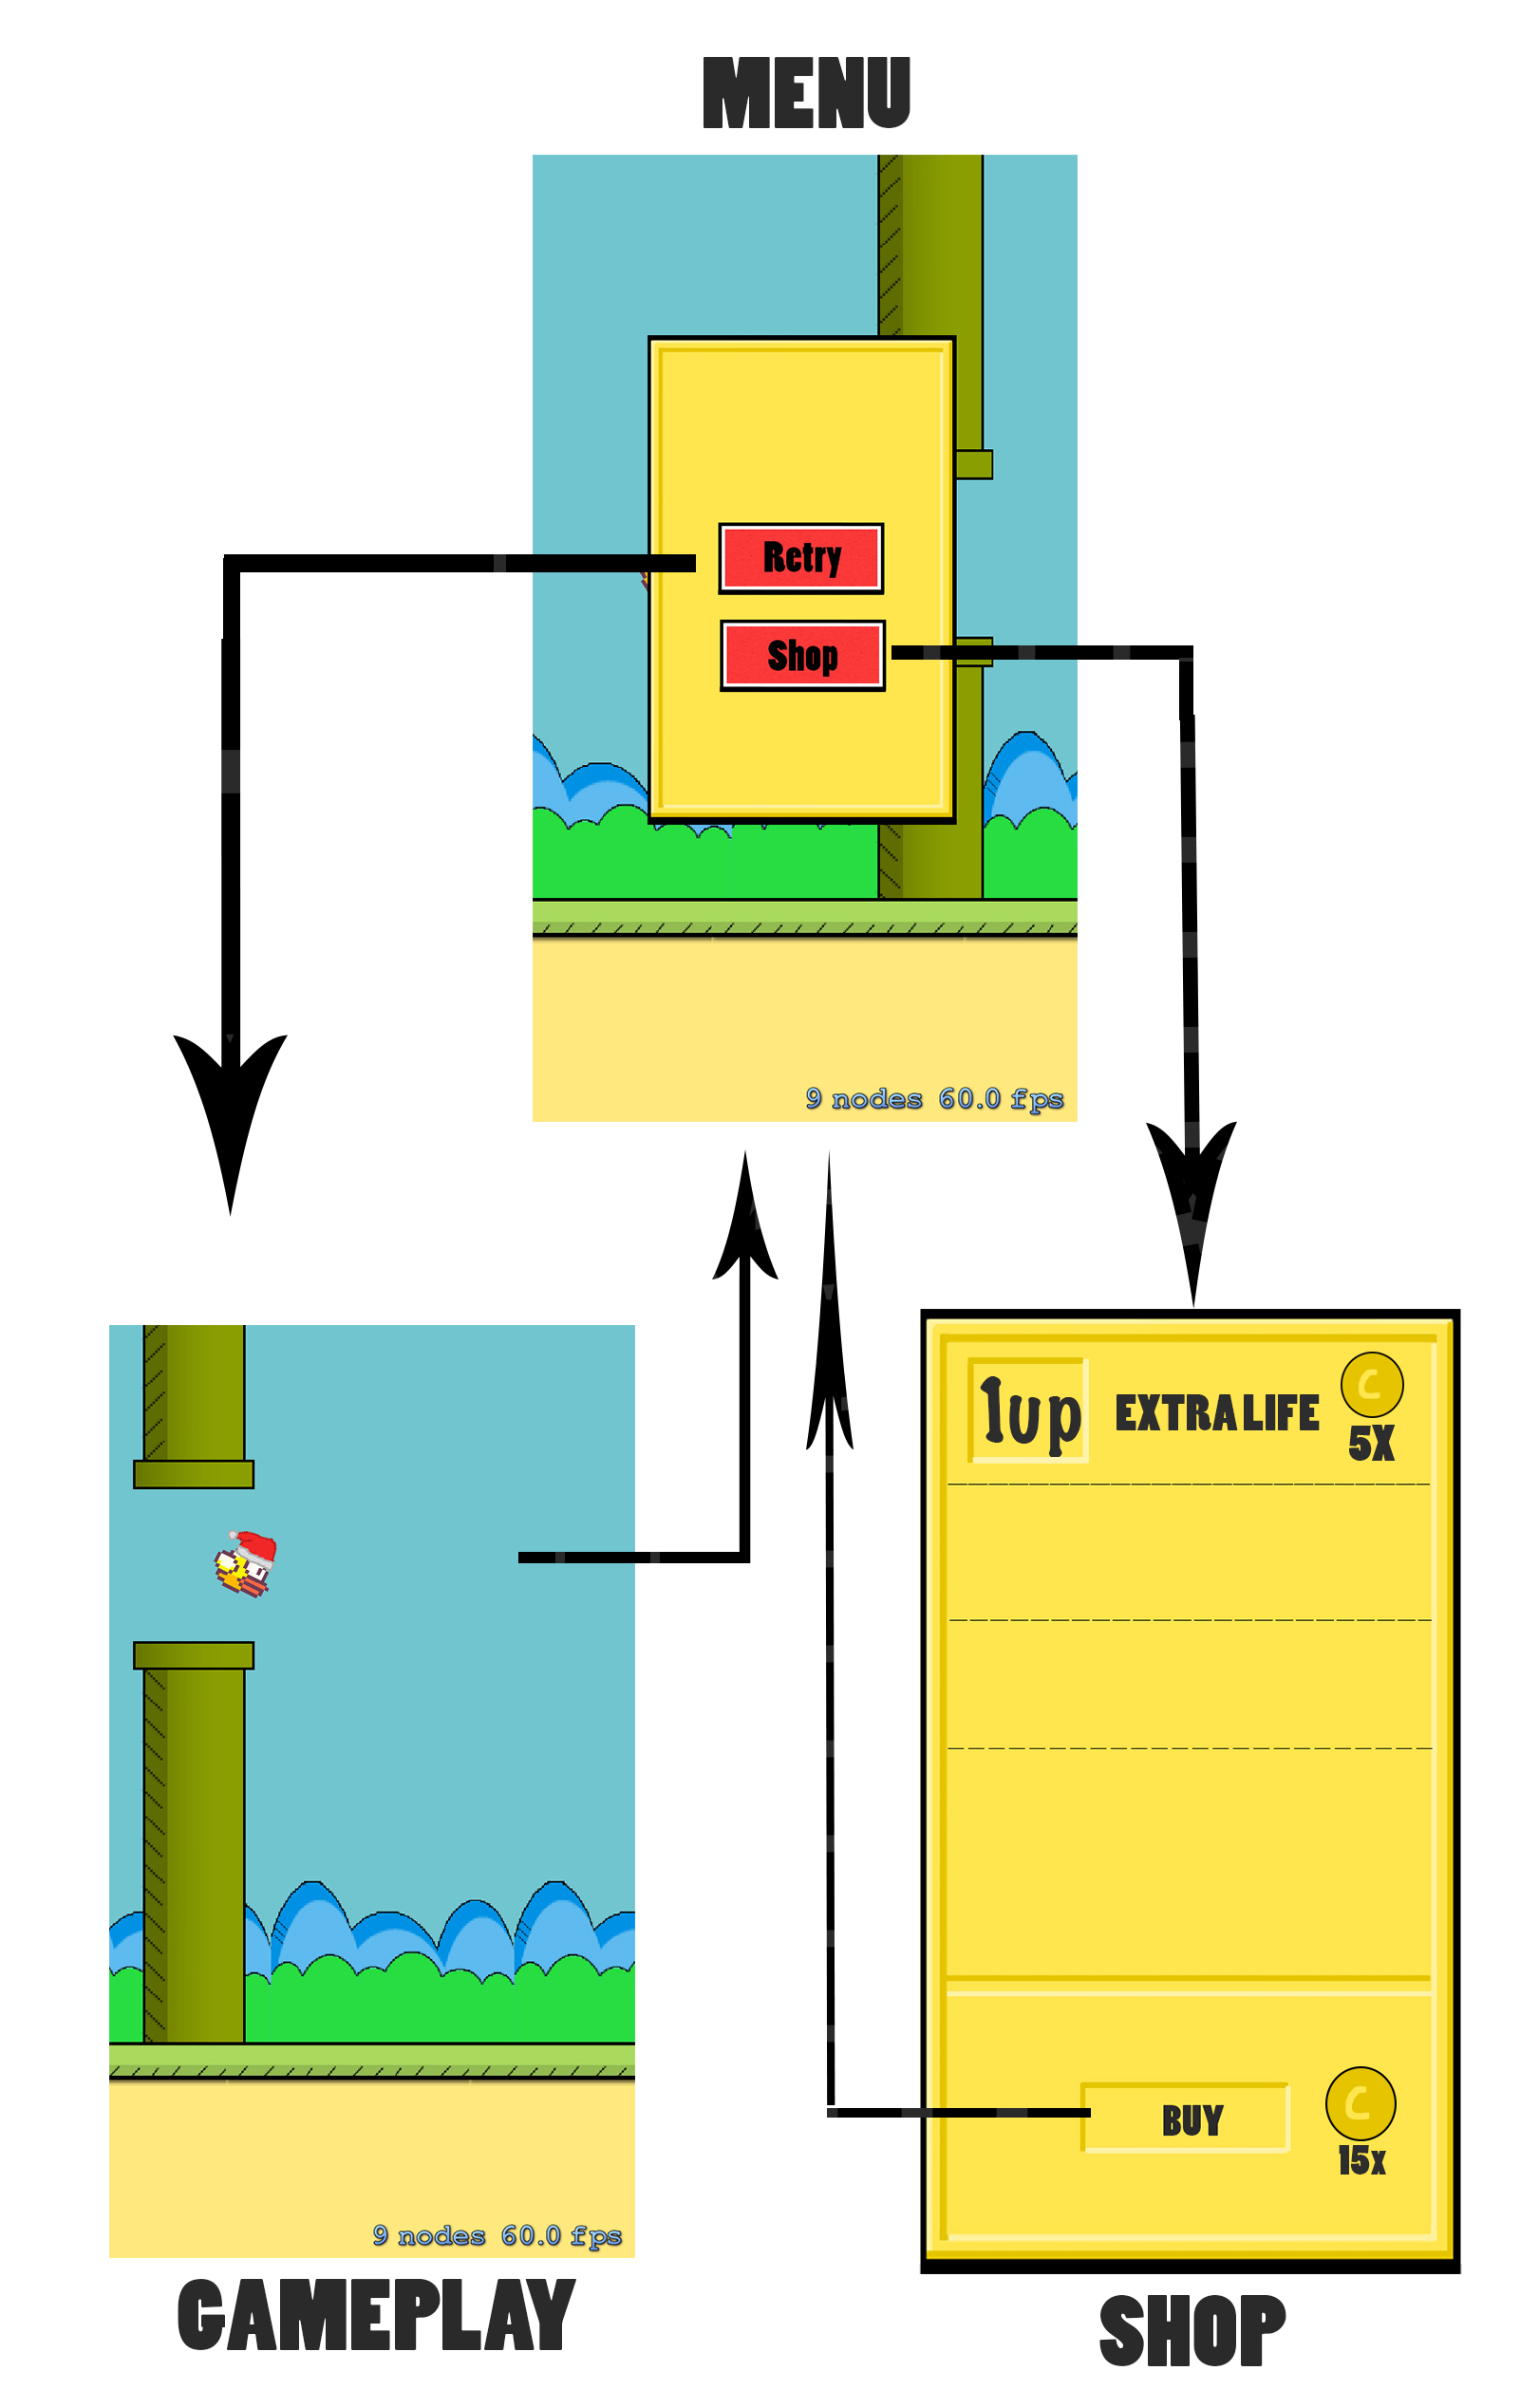 MENU
Retry
Shop
9 nodes 60.0 fps
1up EXTRALIFE C
5X
BUY C
15x
9 nodes 60.0 fps
GAMEPLAY
SHOP